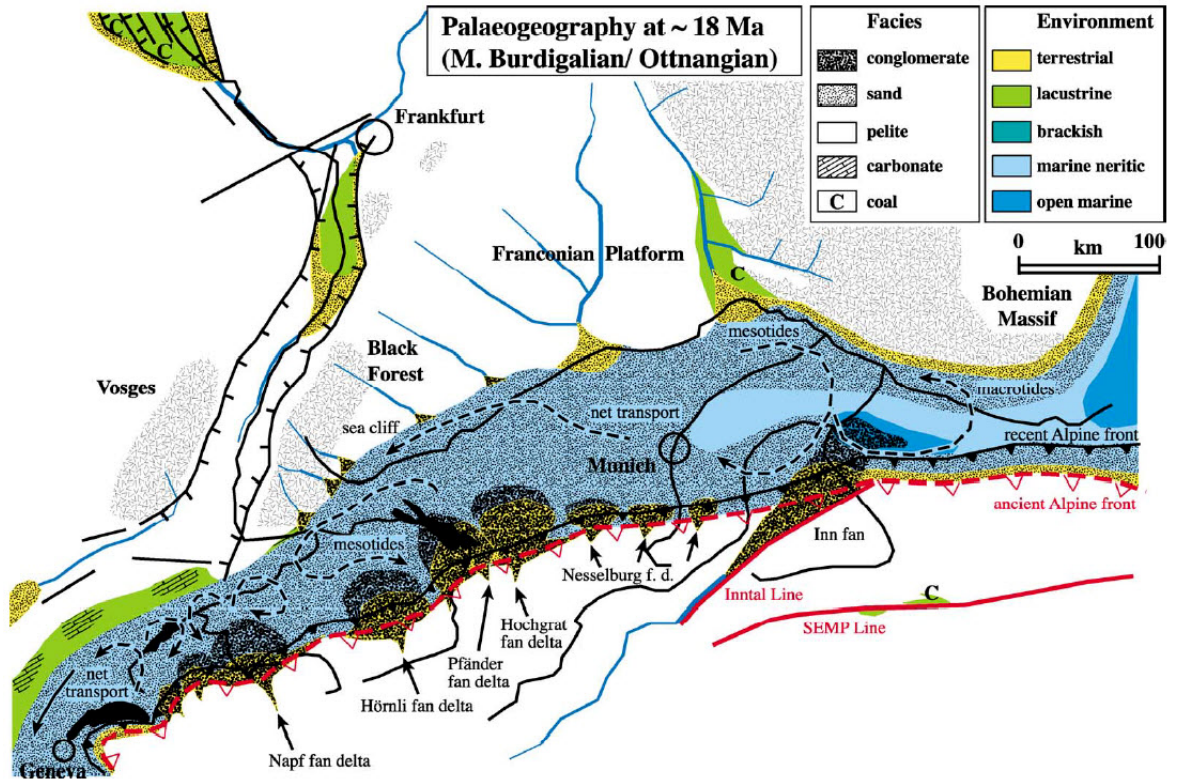 Palaeogeography at ~ 18 Ma
(M. Burdigalian/ Ottnangian)
Facies
conglomerate
sand
pelite
carbonate
C
coal
Environment
terrestrial
lacustrine
brackish
marine neritic
open marine
0
100
km
C
C
Frankfurt
Franconian Platform
C
Bohemian
Massif
mesotides
macrotides
Black
Forest
Vosges
sea cliff
net transport
Munich
recent Alpine front
ancient Alpine front
mesotides
Inn fan
Nesselburg f. d.
Inntal Line
C
SEMP Line
Hochgrat
fan delta
Pfänder
fan delta
Hörnli fan delta
Napf fan delta
net
transport
Geneva